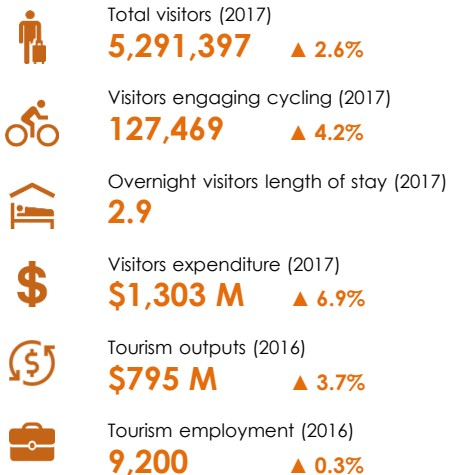 Total visitors (2017)
5,291,397 ▲ 2.6%
Visitors engaging cycling (2017)
127,469 ▲ 4.2%
Overnight visitors length of stay (2017)
2.9
$ Visitors expenditure (2017)
$1,303 M ▲ 6.9%
$ Tourism outputs (2016)
$795 M ▲ 3.7%
Tourism employment (2016)
9,200 ▲ 0.3%